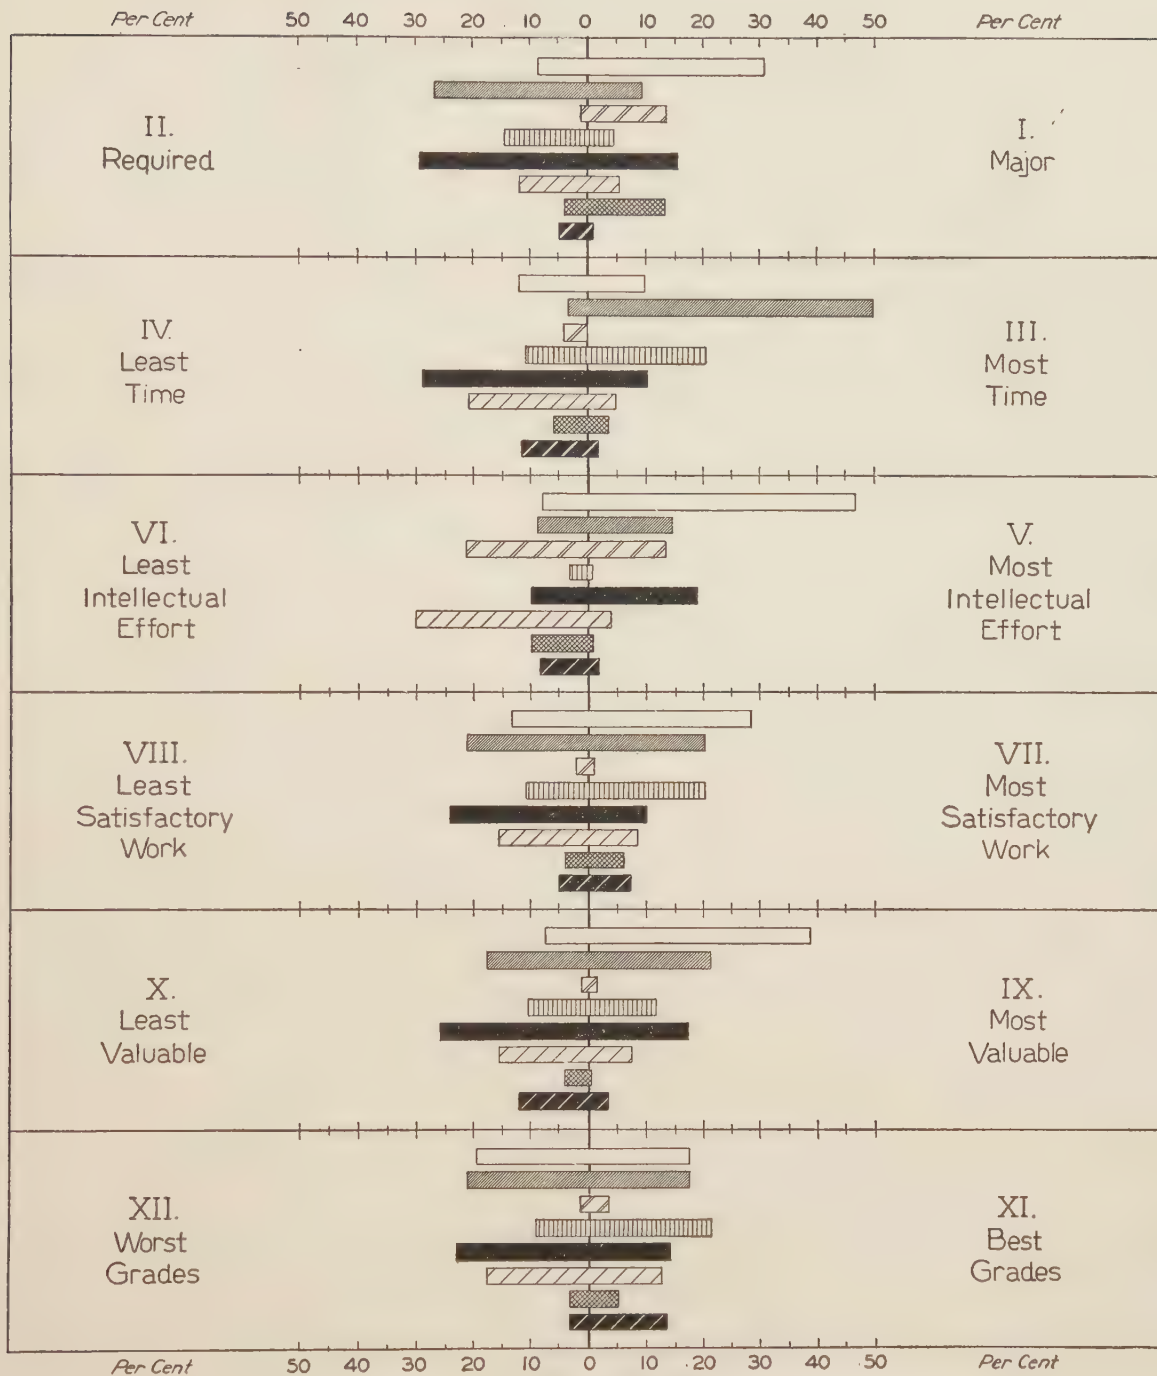 Per Cent 50 40 30 20 10 0 10 20 30 40 50 Per Cent
II.
Required
I.
Major
IV.
Least
Time
III.
Most
Time
VI.
Least
Intellectual
Effort
V.
Most
Intellectual
Effort
VIII.
Least
Satisfactory
Work
VII.
Most
Satisfactory
Work
X.
Least
Valuable
IX.
Most
Valuable
XII.
Worst
Grades
XI.
Best
Grades
Per Cent 50 40 30 20 10 0 10 20 30 40 50 Per Cent